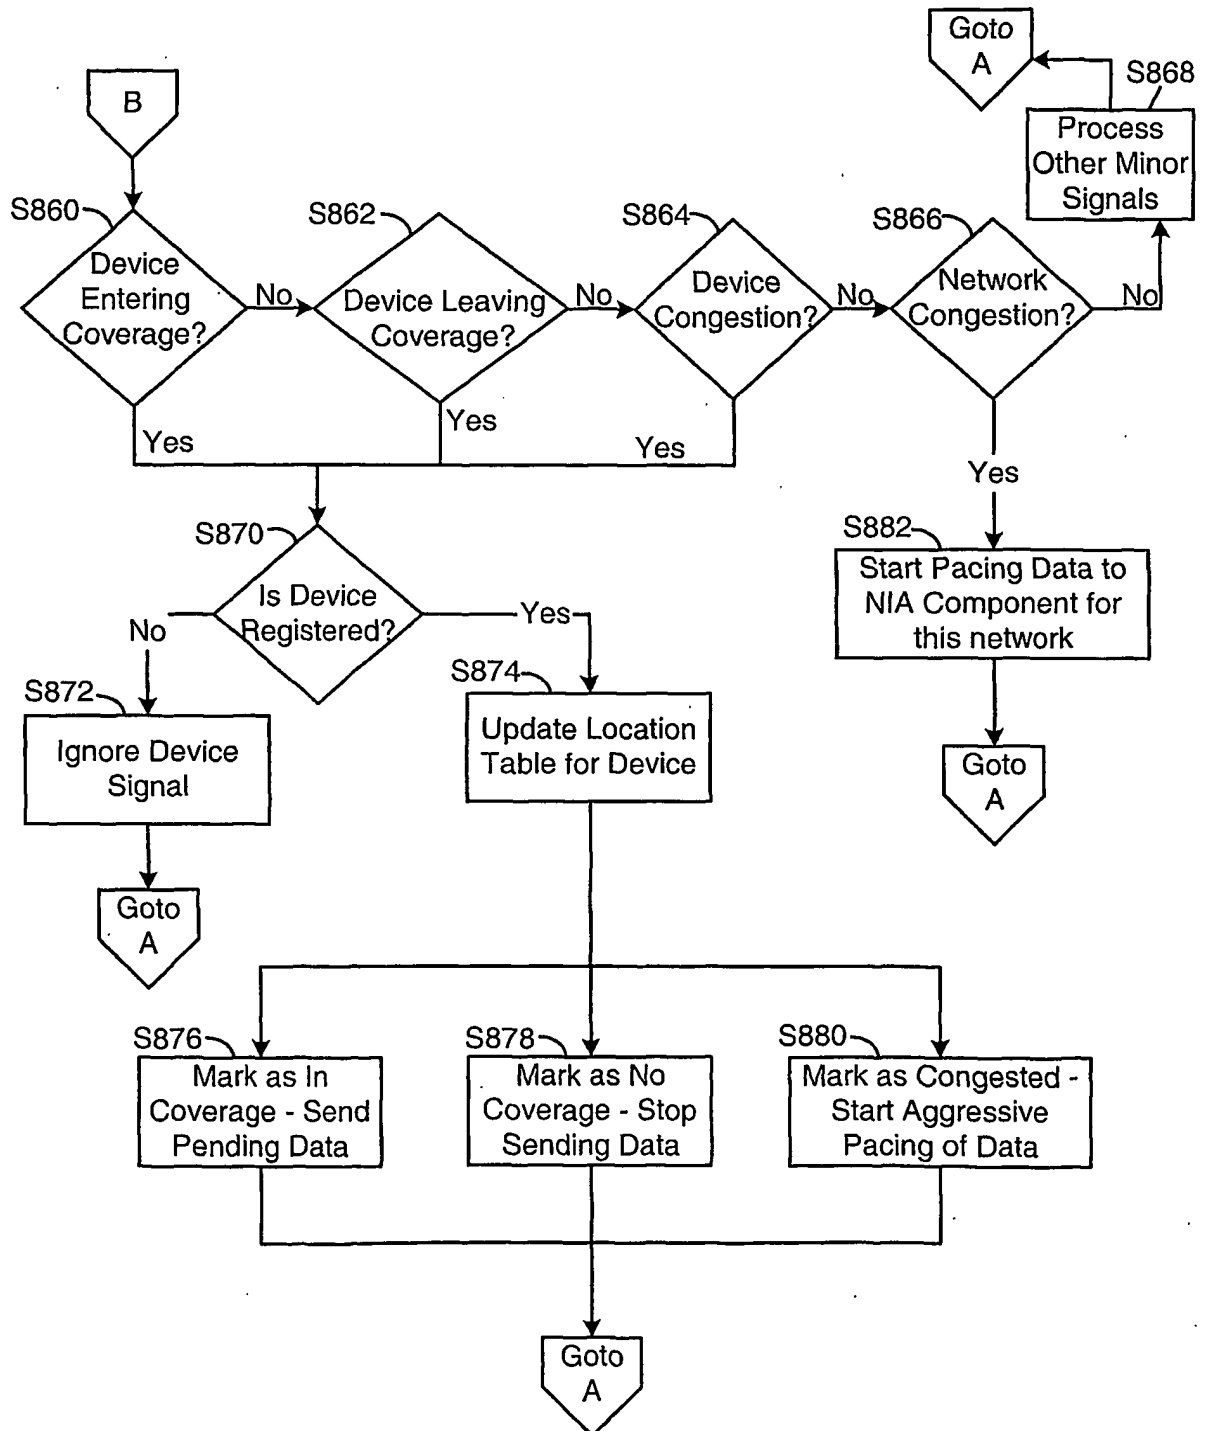 Goto
A
S868
Process
Other Minor
Signals
B
S860
Device
Entering
Coverage?
No
S862
Device Leaving
Coverage?
No
S864
Device
Congestion?
No
S866
Network
Congestion?
No
Yes
Yes
Yes
Yes
S870
Is Device
Registered?
No
Yes
S882
Start Pacing Data to
NIA Component for
this network
Goto
A
S872
Ignore Device
Signal
Goto
A
S874
Update Location
Table for Device
S876
Mark as In
Coverage - Send
Pending Data
S878
Mark as No
Coverage - Stop
Sending Data
S880
Mark as Congested -
Start Aggressive
Pacing of Data
Goto
A